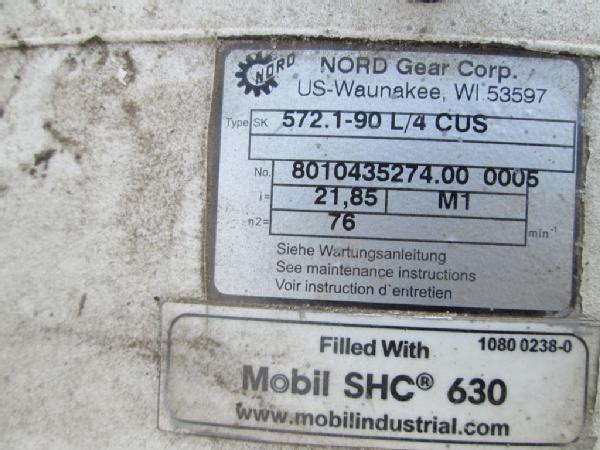 NORD
NORD Gear Corp.
US-Waunakee, WI 53597
Type SK 572.1-90 L/4 CUS
No. 8010435274.00 0005
i= 21,85 M1
n2= 76 min-1
Siehe Wartungsanleitung
See maintenance instructions
Voir instruction d`entretien
Filled With 1080 0238-0
Mobil SHC® 630
www.mobilindustrial.com